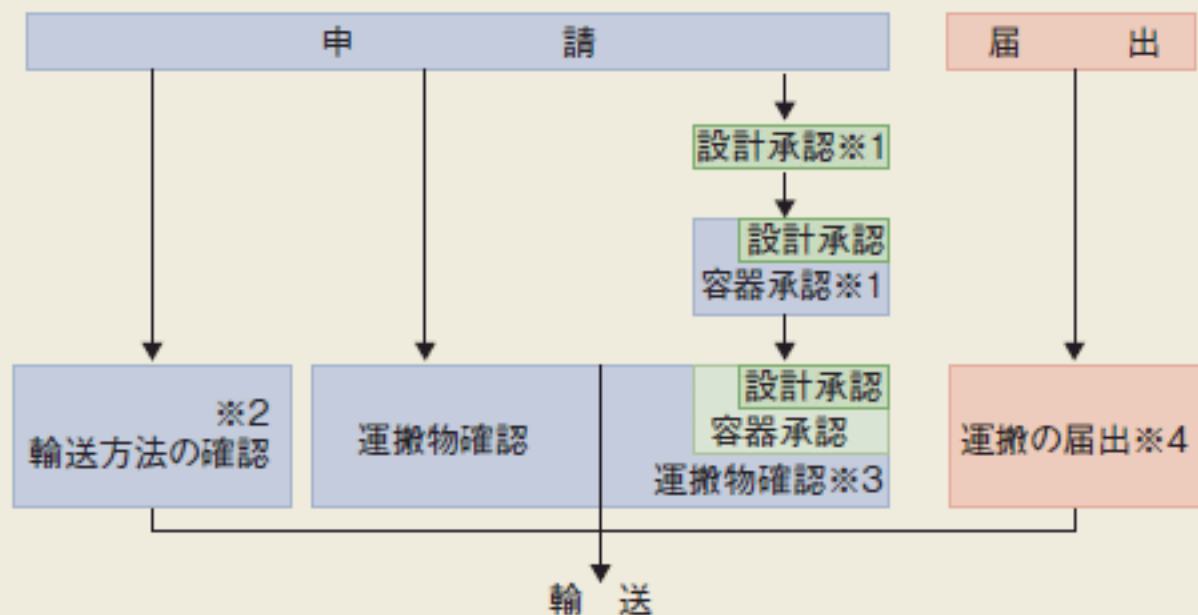 申請
届出
設計承認※1
設計承認
容器承認※1
※2
輸送方法の確認
運搬物確認
設計承認
容器承認
運搬物確認※3
運搬の届出※4
輸送